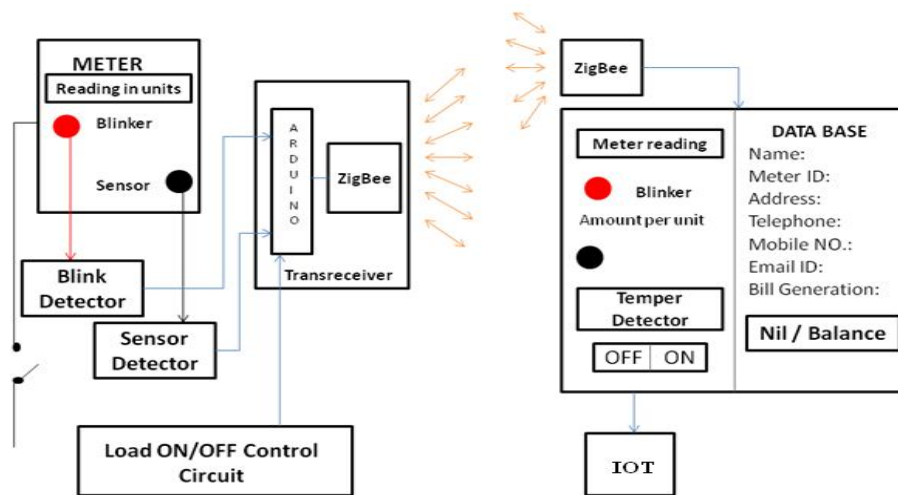 METER
Reading in units
Blinker
Sensor
Blink
Detector
Sensor
Detector
Load ON/OFF Control
Circuit
ARDUINO
ZigBee
Transreceiver
ZigBee
Meter reading
Blinker
Amount per unit
Temper
Detector
OFF ON
DATA BASE
Name:
Meter ID:
Address:
Telephone:
Mobile NO.:
Email ID:
Bill Generation:
Nil / Balance
IOT